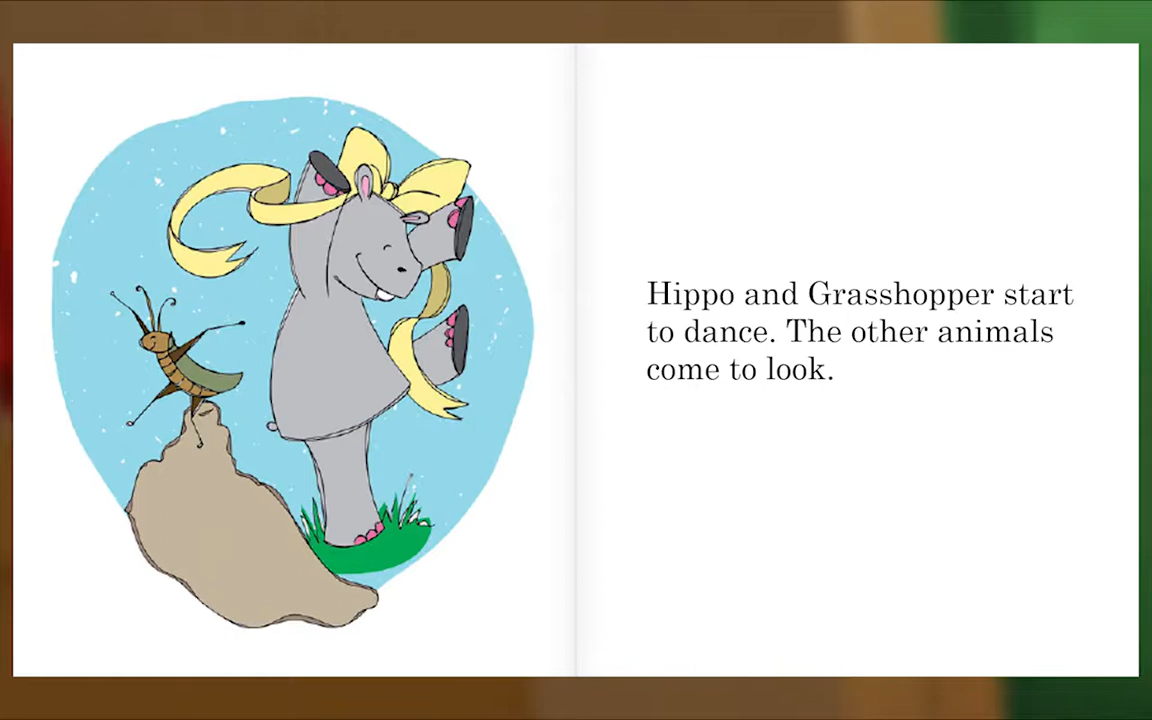 Hippo and Grasshopper start
to dance. The other animals
come to look.